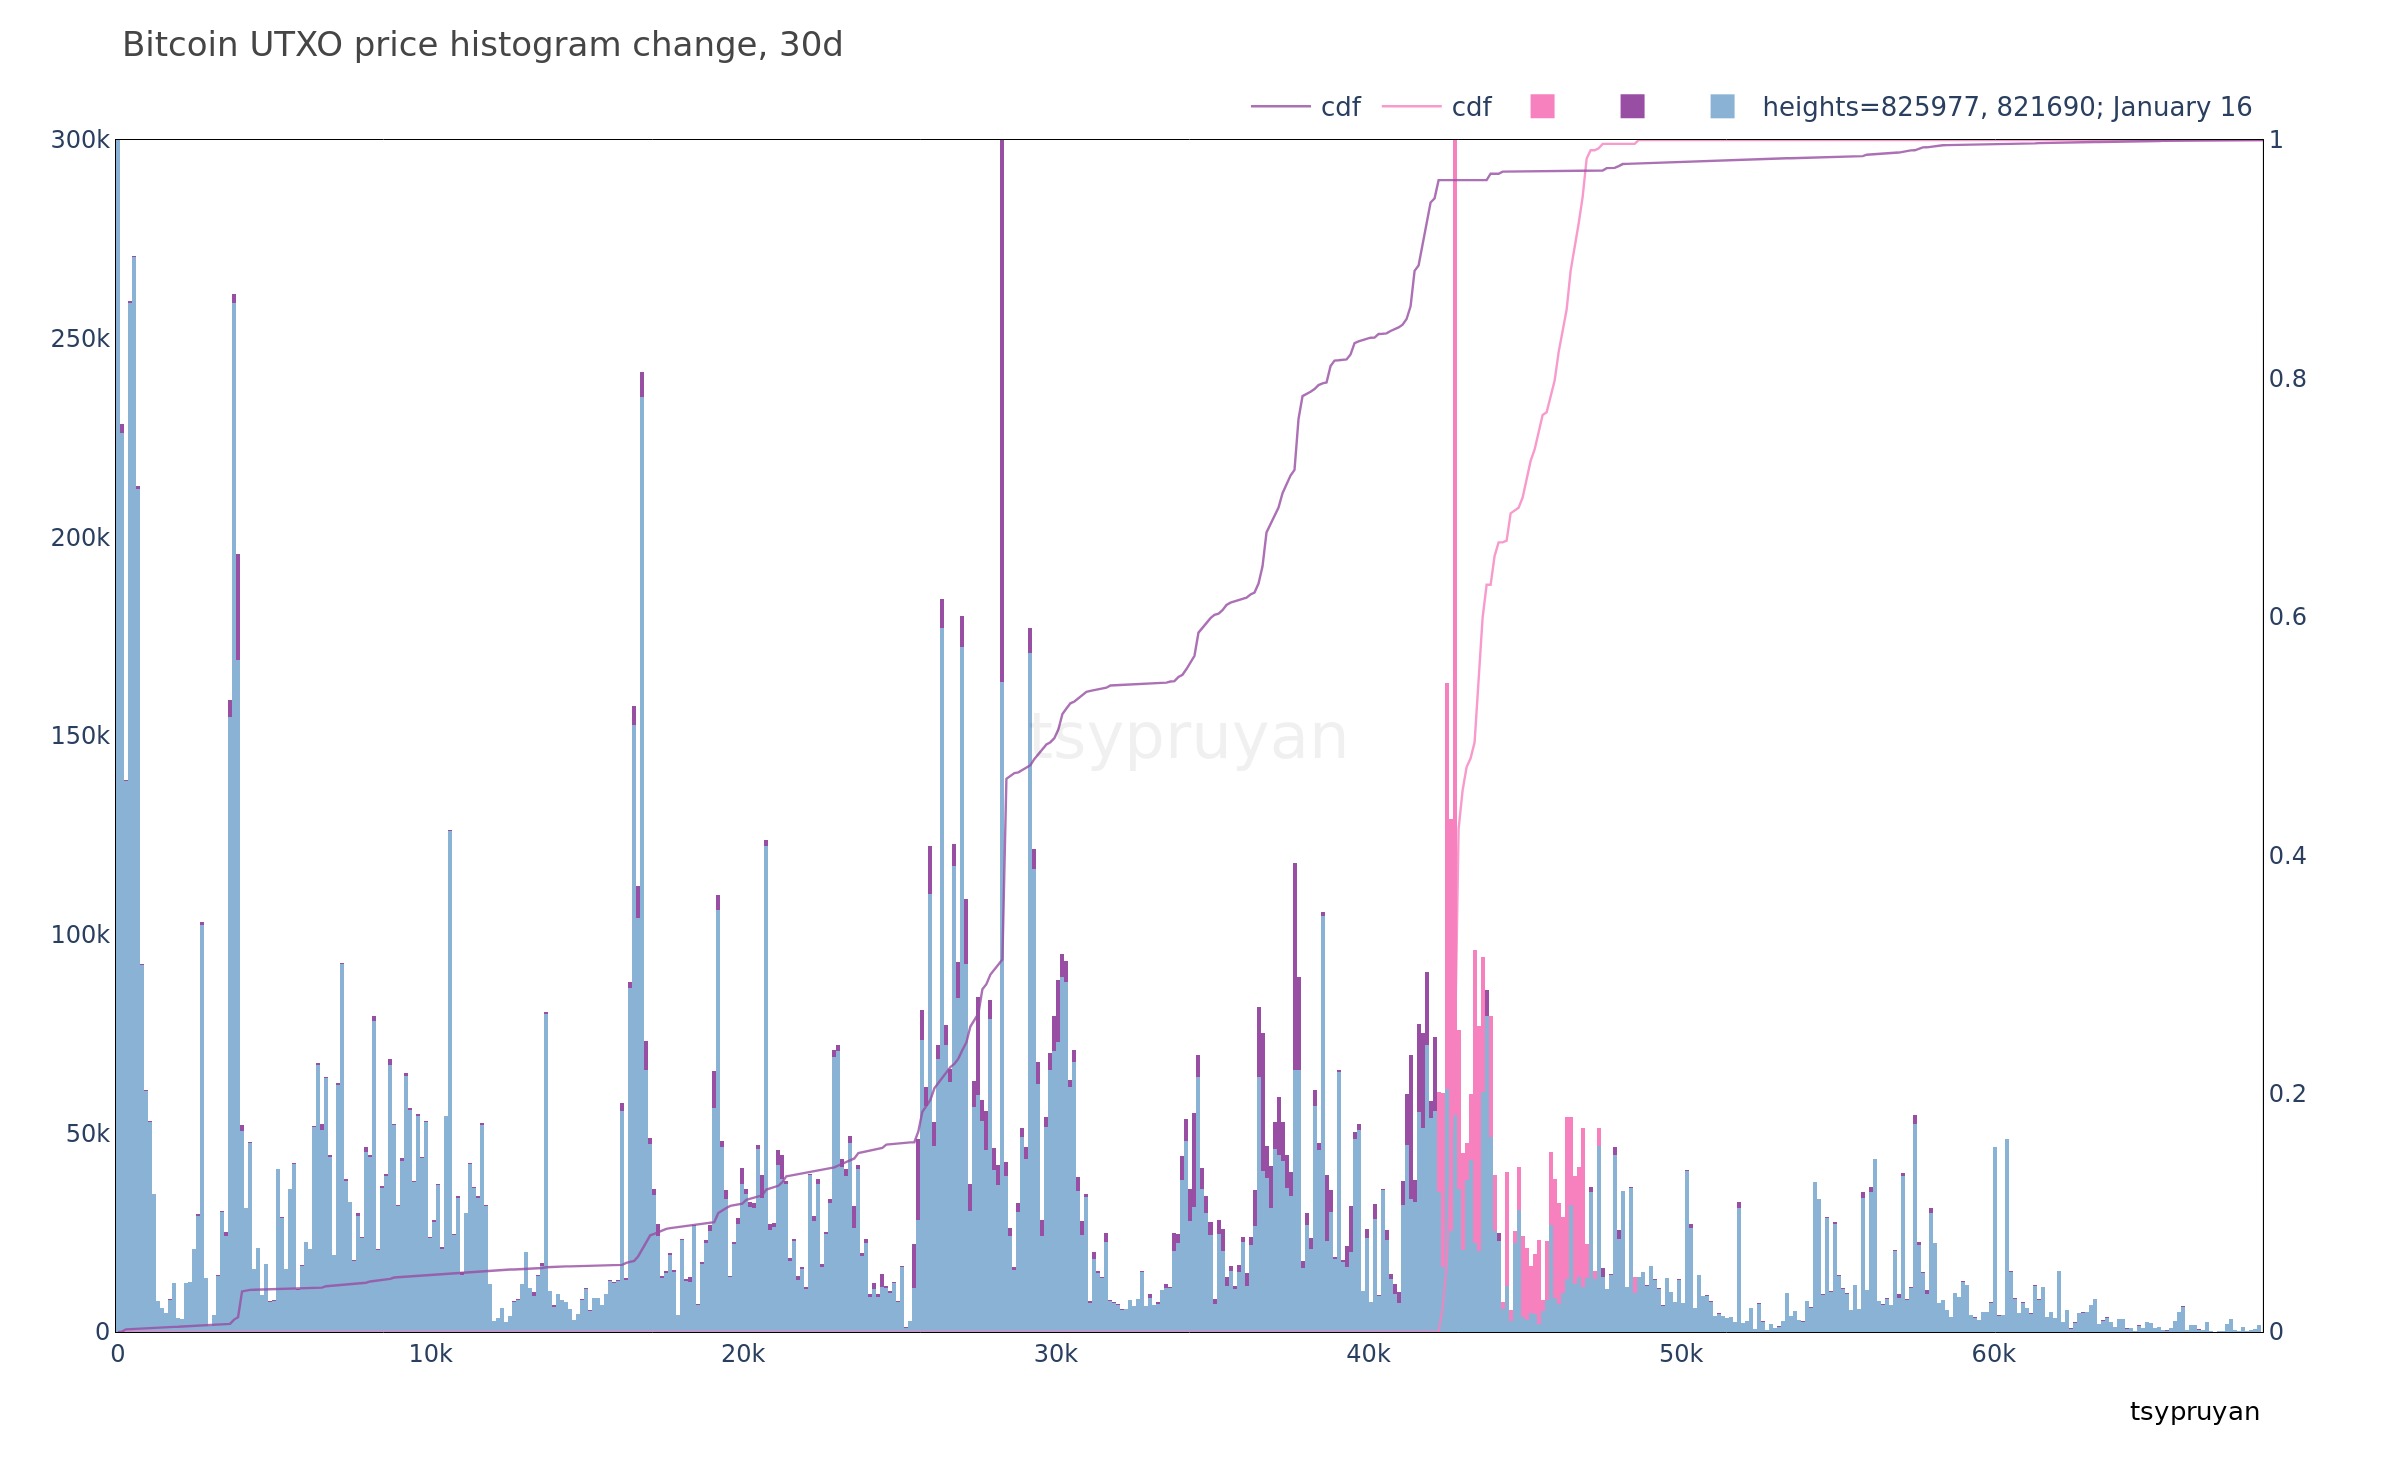 Bitcoin UTXO price histogram change, 30d
cdf cdf heights=825977, 821690; January 16
300k
250k
200k
150k
100k
50k
0
1
0.8
0.6
0.4
0.2
0
tsypruyan
0 10k 20k 30k 40k 50k 60k
tsypruyan